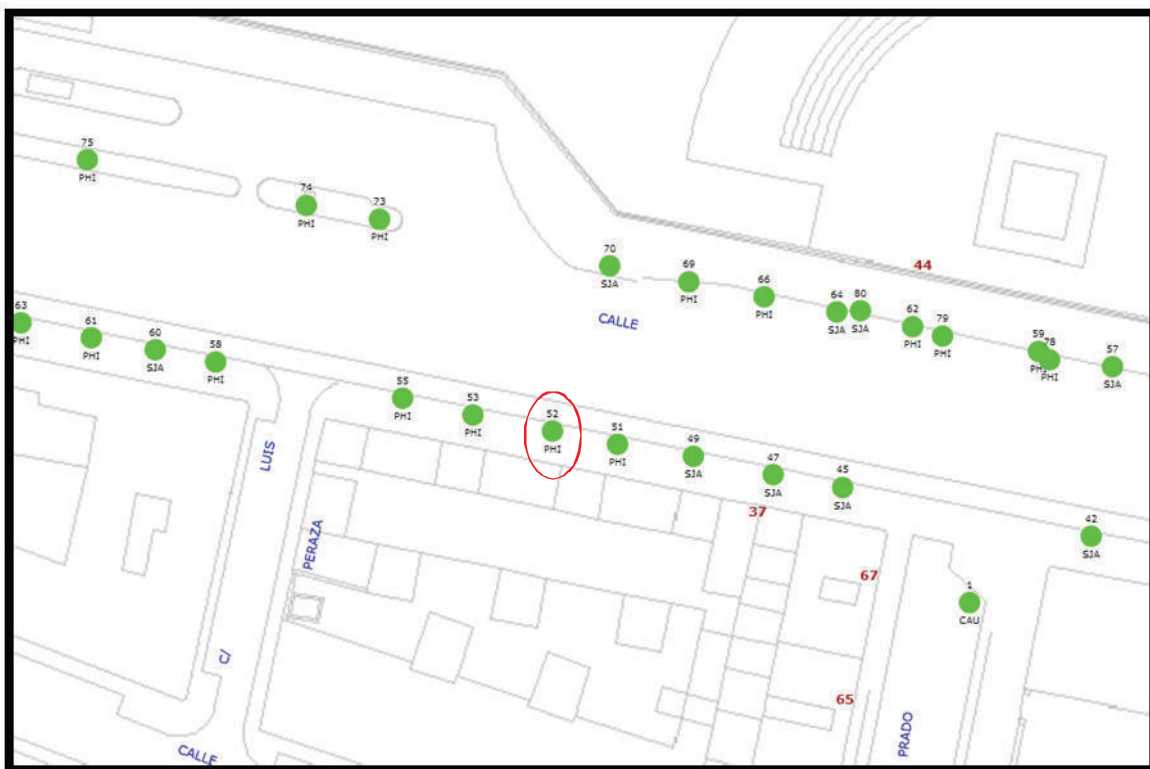 75
PHI
74
PHI
73
PHI
70
SJA
69
PHI
66
PHI
44
64
SJA
80
SJA
62
PHI
79
PHI
59
PHI
78
PHI
57
SJA
CALLE
63
PHI
61
PHI
60
SJA
58
PHI
55
PHI
53
PHI
52
PHI
51
PHI
49
SJA
47
SJA
45
SJA
42
SJA
37
67
65
1
CAU
C/ LUIS PERAZA
CALLE
PRADO